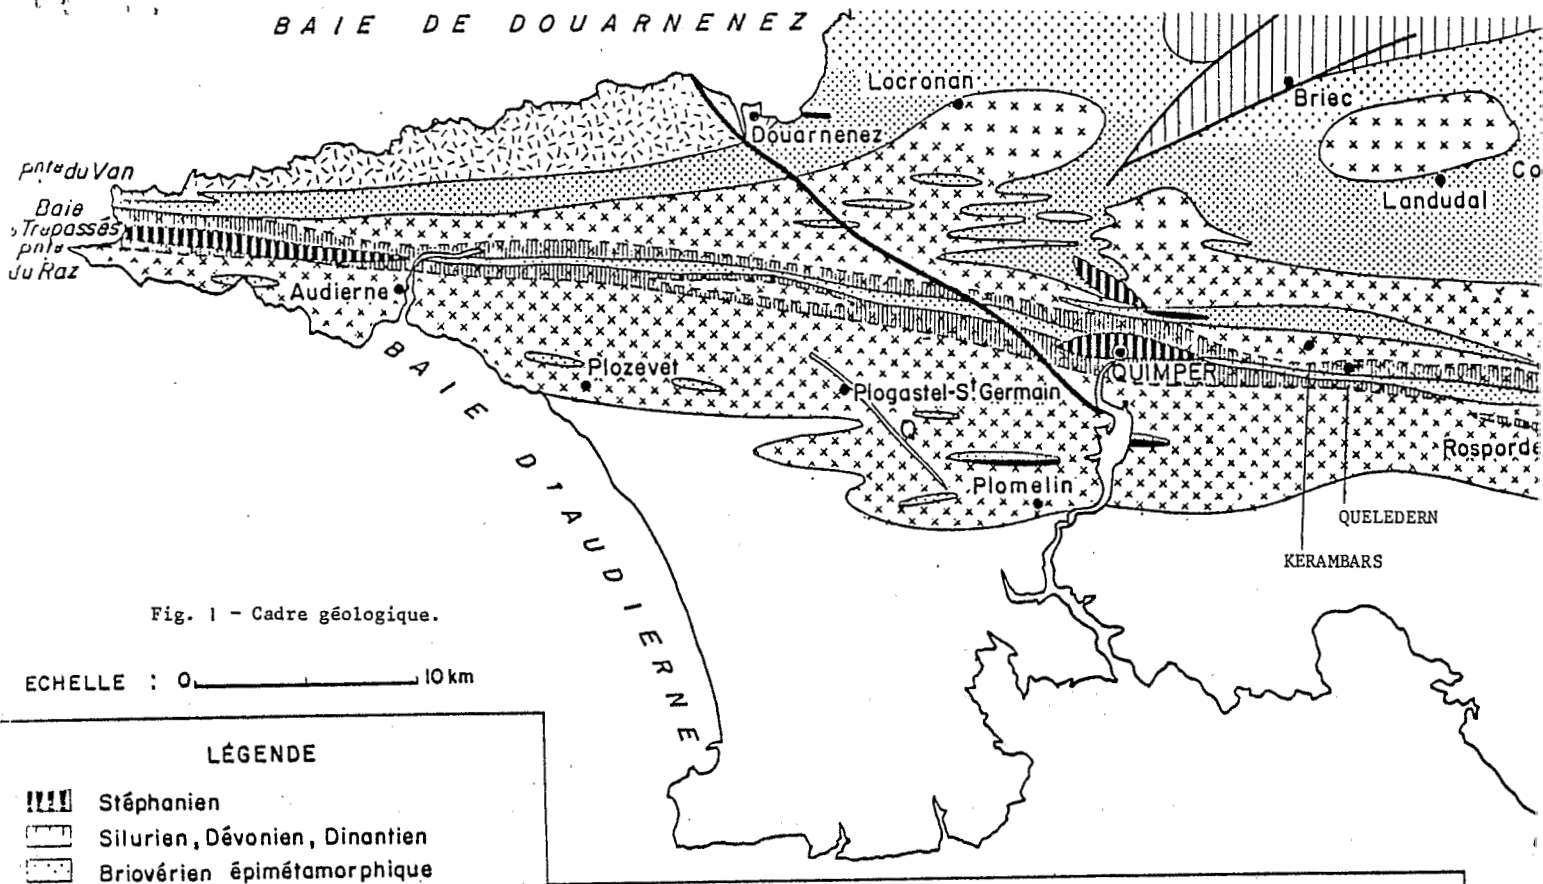 BAIE DE DOUARNENEZ
Locronan
Briec
Douarnenez
Pnte du Van
Landudal
Co
Baie
Trépassés
pnte
du Raz
Audierne
QUIMPER
Plozevet
Plogastel-St Germain
Q
Rosporde
Plomelin
QUELEDERN
KERAMBARS
BAIE D'AUDIERNE
Fig. 1 - Cadre géologique.
ECHELLE : 0 10 km
LÉGENDE
Stéphanien
Silurien, Dévonien, Dinantien
Briovérien épimétamorphique